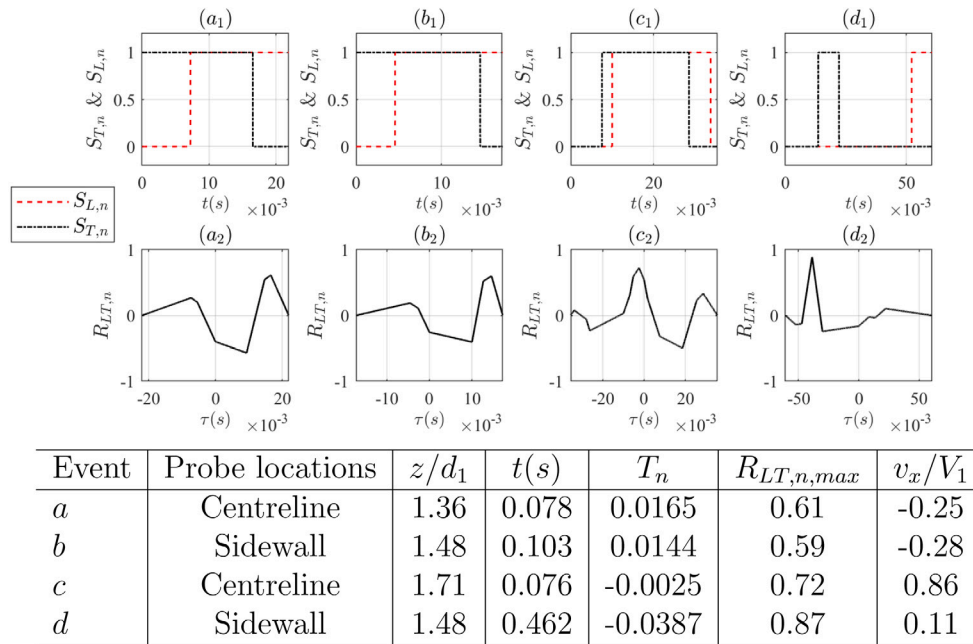 (a₁) (b₁) (c₁) (d₁)
S_{T,n} & S_{L,n} S_{T,n} & S_{L,n} S_{T,n} & S_{L,n} S_{T,n} & S_{L,n}
1 1 1 1
0.5 0.5 0.5 0.5
0 0 0 0
0 10 20 0 10 0 20 0 50
t(s) ×10⁻³ t(s) ×10⁻³ t(s) ×10⁻³ t(s) ×10⁻³
S_{L,n}
S_{T,n}
(a₂) (b₂) (c₂) (d₂)
R_{LT,n} R_{LT,n} R_{LT,n} R_{LT,n}
1 1 1 1
0 0 0 0
-1 -1 -1 -1
-20 0 20 -10 0 10 -20 0 20 -50 0 50
τ(s) ×10⁻³ τ(s) ×10⁻³ τ(s) ×10⁻³ τ(s) ×10⁻³
Event Probe locations z/d₁ t(s) T_n R_{LT,n,max} v_x/V₁
a Centreline 1.36 0.078 0.0165 0.61 -0.25
b Sidewall 1.48 0.103 0.0144 0.59 -0.28
c Centreline 1.71 0.076 -0.0025 0.72 0.86
d Sidewall 1.48 0.462 -0.0387 0.87 0.11